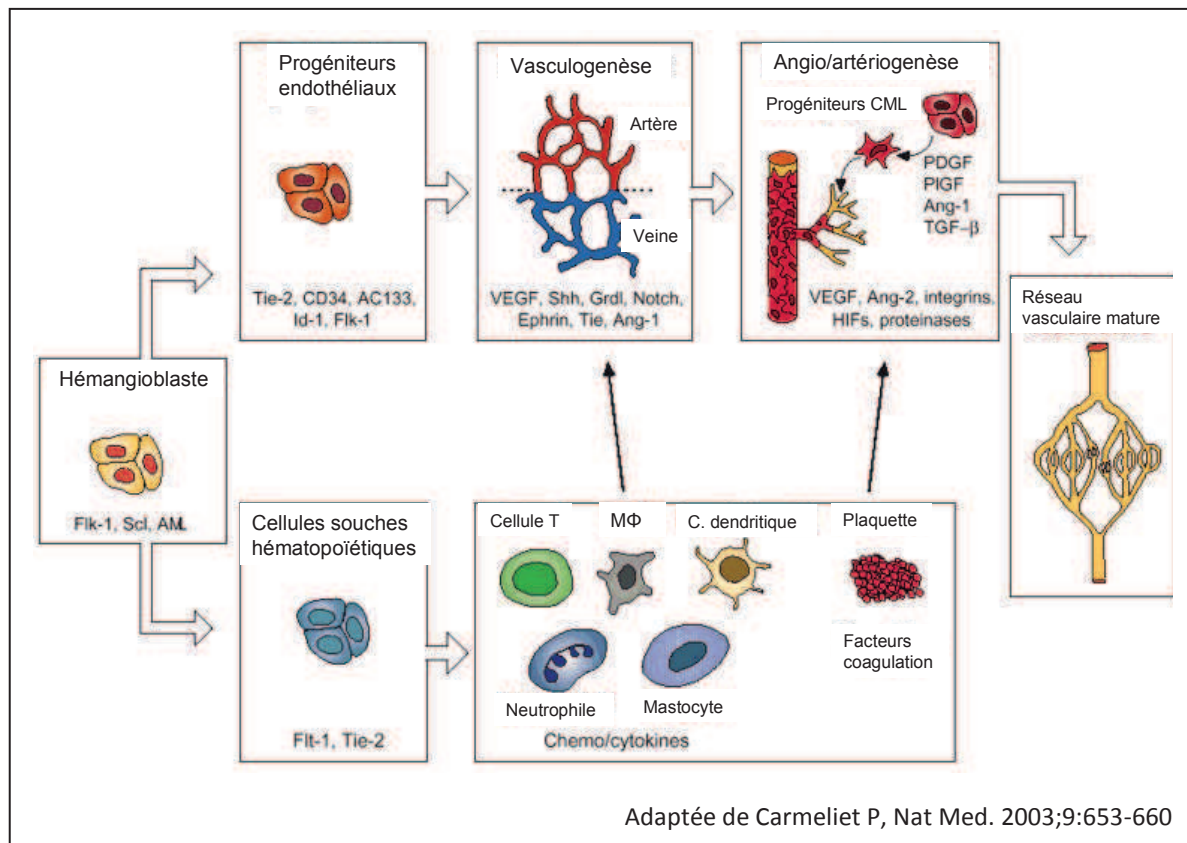 Progéniteurs
endothéliaux
Tie-2, CD34, AC133,
Id-1, Flk-1
Vasculogenèse
Artère
Veine
VEGF, Shh, Grdl, Notch,
Ephrin, Tie, Ang-1
Angio/artériogenèse
Progéniteurs CML
PDGF
PlGF
Ang-1
TGF–β
VEGF, Ang-2, integrins,
HIFs, proteinases
Réseau
vasculaire mature
Hémangioblaste
Flk-1, Scl, AML
Cellules souches
hématopoïétiques
Flt-1, Tie-2
Cellule T
MΦ
C. dendritique
Plaquette
Facteurs
coagulation
Neutrophile
Mastocyte
Chemo/cytokines
Adaptée de Carmeliet P, Nat Med. 2003;9:653-660